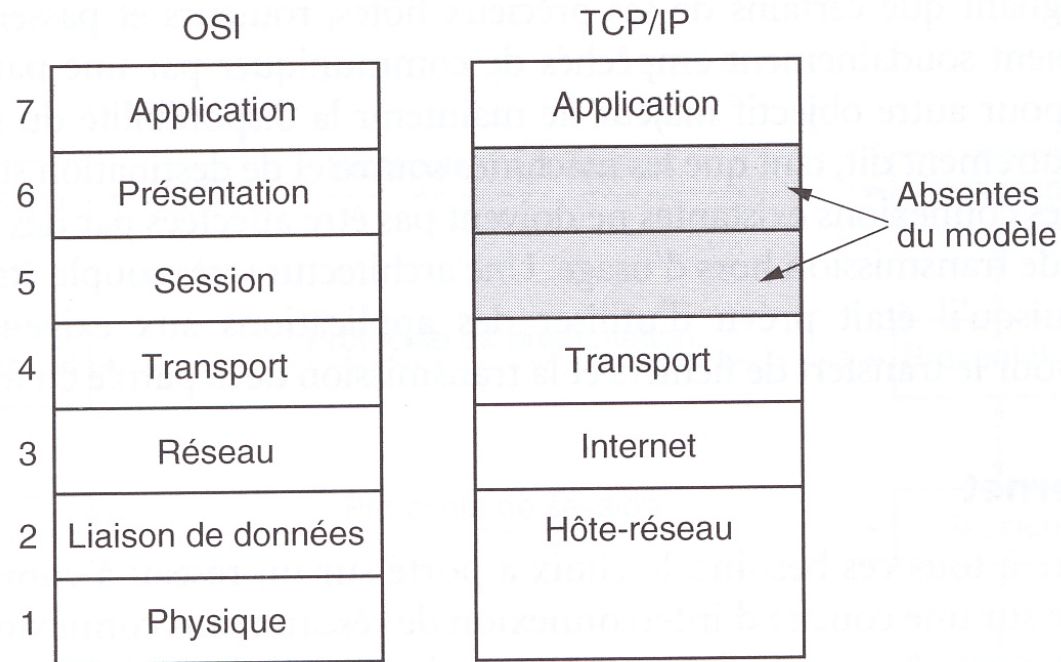 OSI
TCP/IP
7 Application
Application
6 Présentation
Absentes
du modèle
5 Session
4 Transport
Transport
3 Réseau
Internet
2 Liaison de données
Hôte-réseau
1 Physique